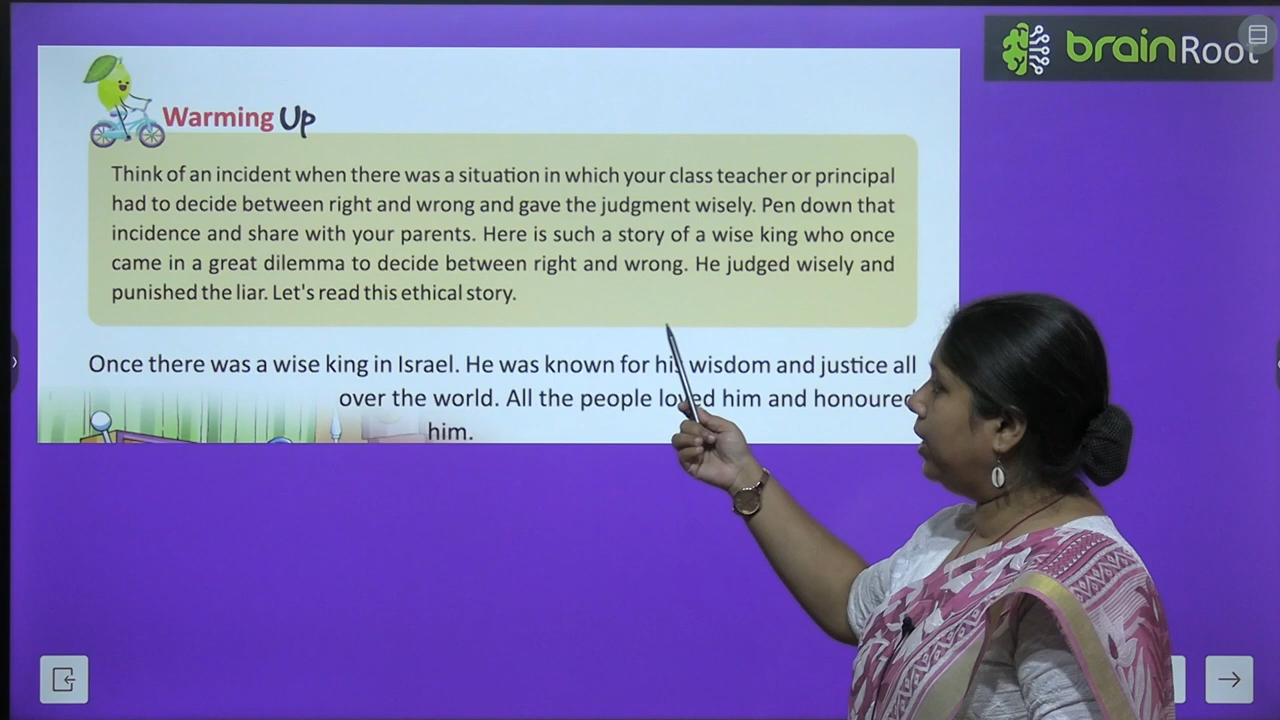 brainRoot
Warming Up
Think of an incident when there was a situation in which your class teacher or principal
had to decide between right and wrong and gave the judgment wisely. Pen down that
incidence and share with your parents. Here is such a story of a wise king who once
came in a great dilemma to decide between right and wrong. He judged wisely and
punished the liar. Let's read this ethical story.
Once there was a wise king in Israel. He was known for his wisdom and justice all
over the world. All the people loved him and honoured
him.